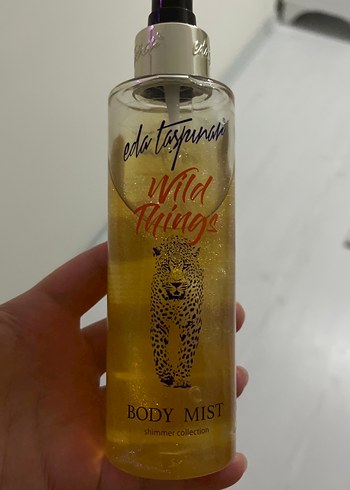 eda taşpınar
Wild
Things
BODY MIST
shimmer collection